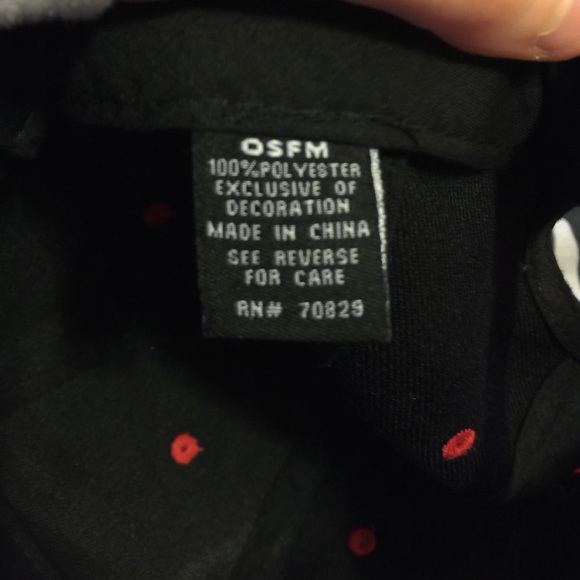 OSFM
100%POLYESTER
EXCLUSIVE OF
DECORATION
MADE IN CHINA
SEE REVERSE
FOR CARE
RN# 70829